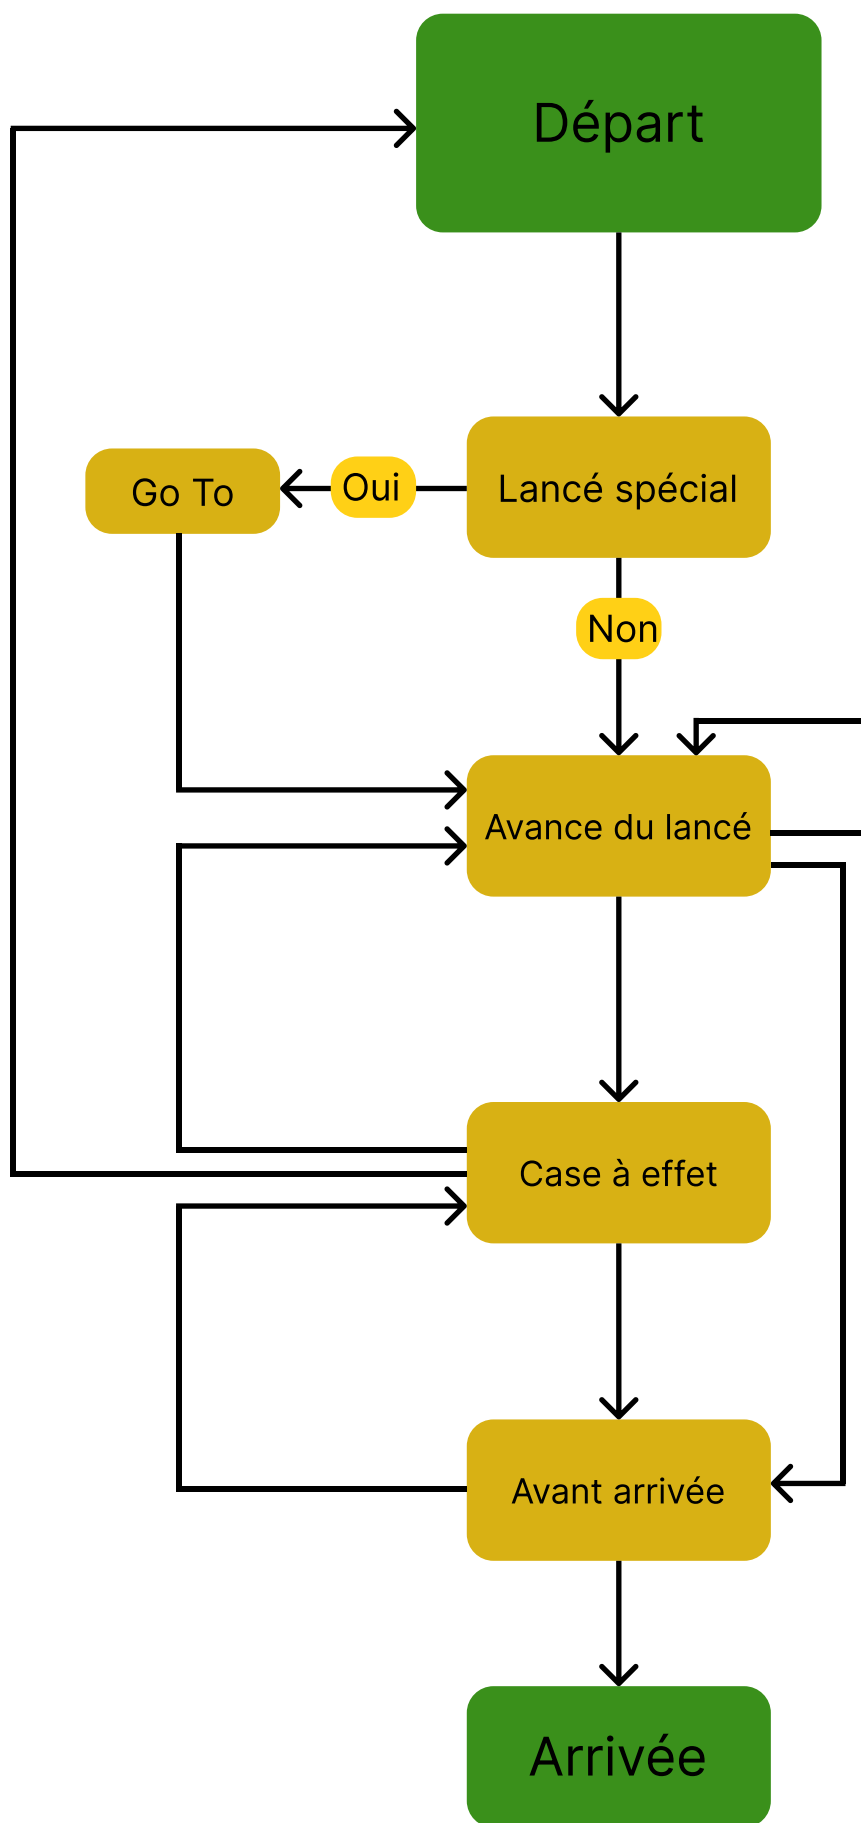 Départ
Lancé spécial
Oui
Go To
Non
Avance du lancé
Case à effet
Avant arrivée
Arrivée